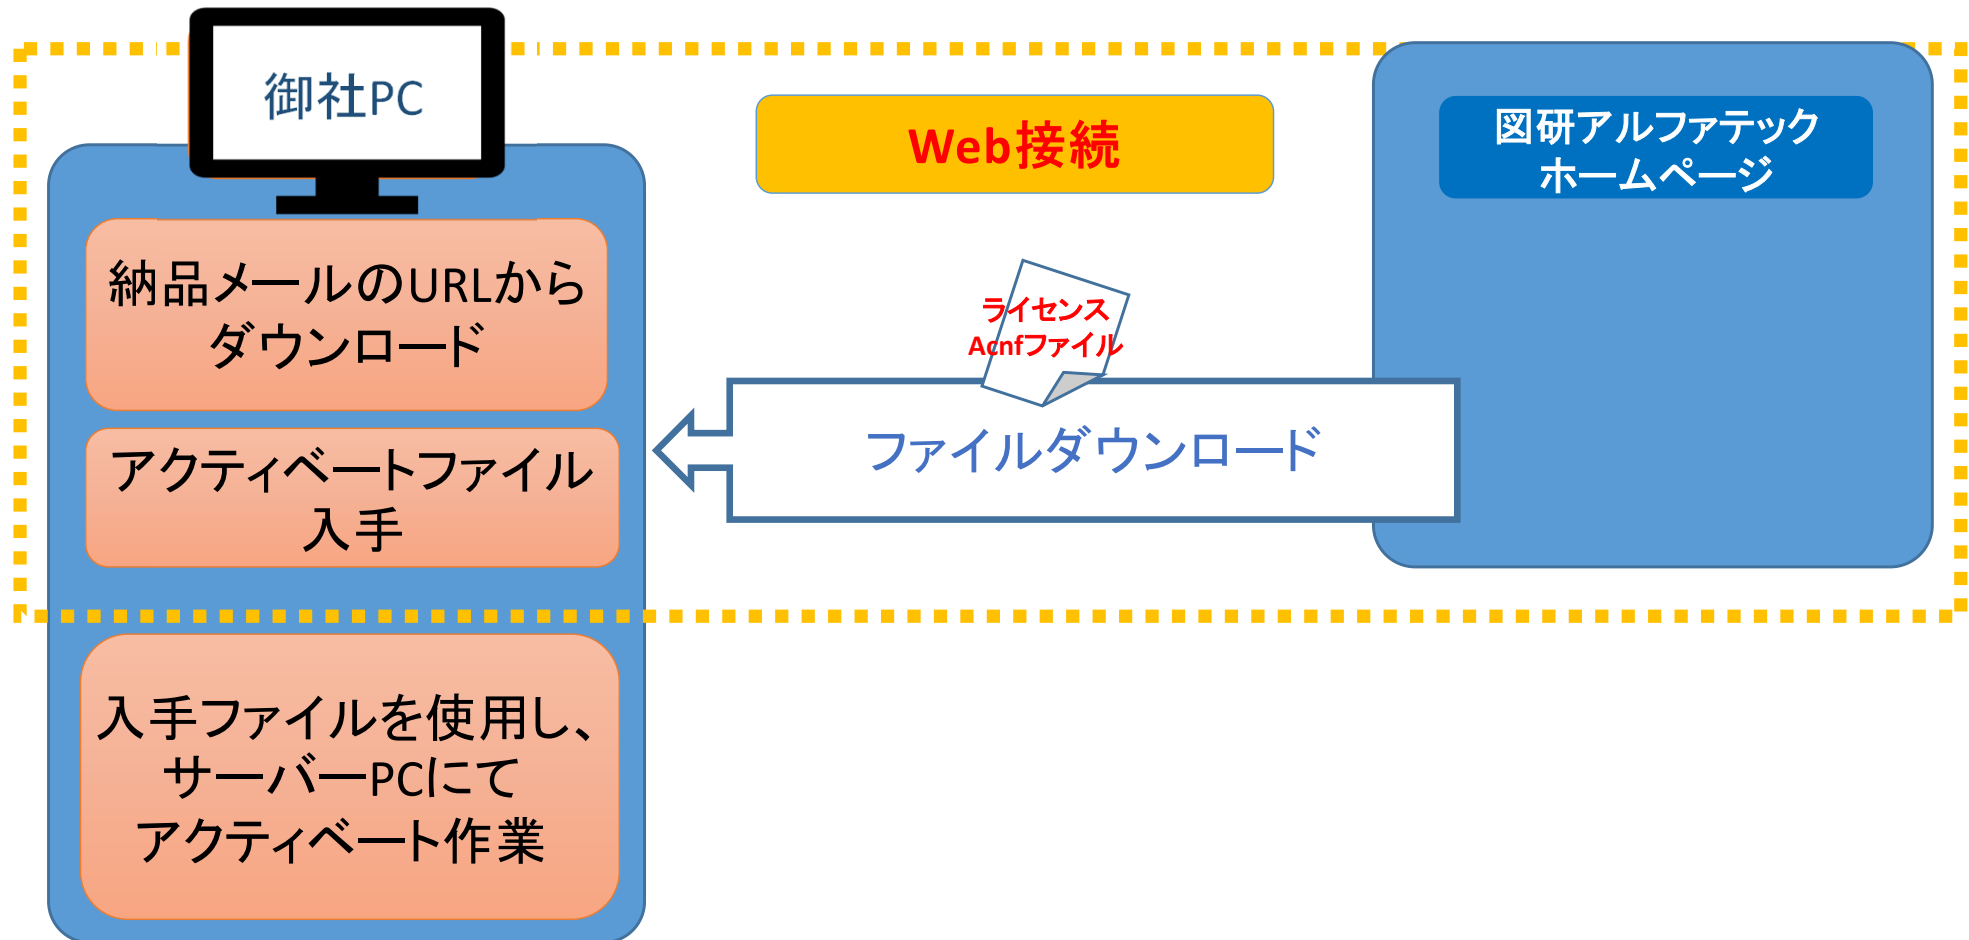 御社PC
Web接続
図研アルファテック
ホームページ
納品メールのURLから
ダウンロード
ライセンス
Acnfファイル
ファイルダウンロード
アクティベートファイル
入手
入手ファイルを使用し、
サーバーPCにて
アクティベート作業